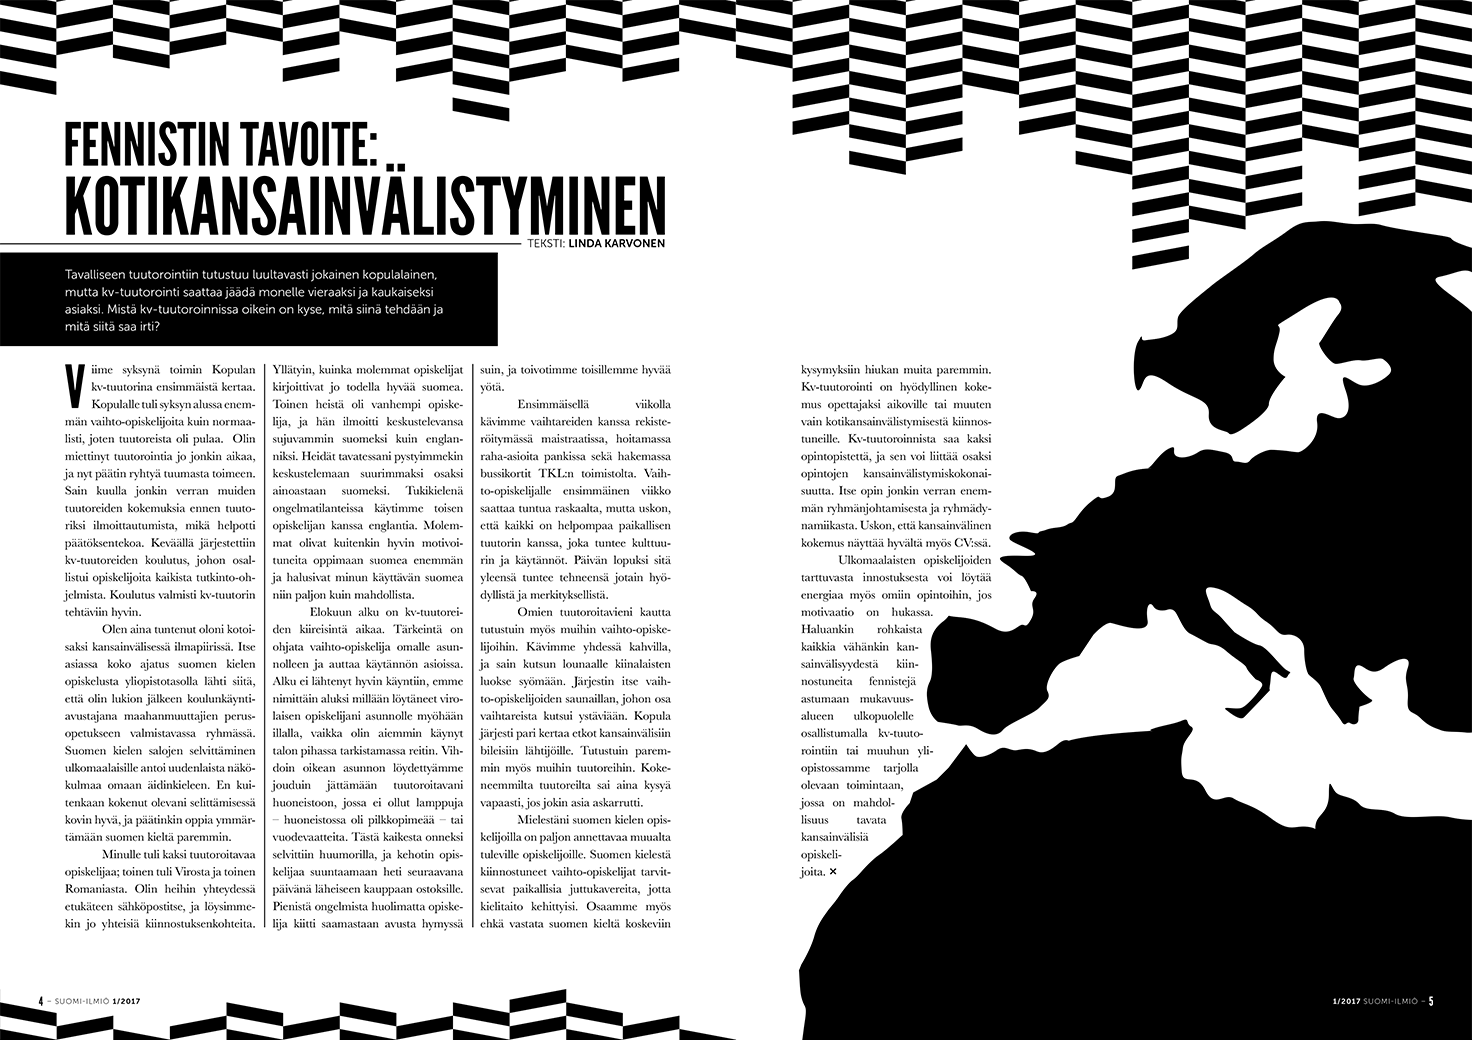 FENNISTIN TAVOITE:
KOTIKANSAINVÄLISTYMINEN
TEKSTI: LINDA KARVONEN
Tavalliseen tuutorointiin tutustuu luultavasti jokainen kopulalainen,
mutta kv-tuutorointi saattaa jäädä monelle vieraaksi ja kaukaiseksi
asiaksi. Mistä kv-tuutoroinnissa oikein on kyse, mitä siinä tehdään ja
mitä siitä saa irti?
Viime syksynä toimin Kopulan
kv-tuutorina ensimmäistä kertaa.
Kopulalle tuli syksyn alussa enem-
män vaihto-opiskelijoita kuin normaa-
listi, joten tuutoreista oli pulaa. Olin
miettinyt tuutorointia jo jonkin aikaa,
ja nyt päätin ryhtyä tuumasta toimeen.
Sain kuulla jonkin verran muiden
tuutoreiden kokemuksia ennen tuuto-
riksi ilmoittautumista, mikä helpotti
päätöksentekoa. Keväällä järjestettiin
kv-tuutoreiden koulutus, johon osal-
listui opiskelijoita kaikista tutkinto-oh-
jelmista. Koulutus valmisti kv-tuutorin
tehtäviin hyvin.
Olen aina tuntenut oloni kotoi-
saksi kansainvälisessä ilmapiirissä. Itse
asiassa koko ajatus suomen kielen
opiskelusta yliopistotasolla lähti siitä,
että olin lukion jälkeen koulunkäynti-
avustajana maahanmuuttajien perus-
opetukseen valmistavassa ryhmässä.
Suomen kielen salojen selvittäminen
ulkomaalaisille antoi uudenlaista näkö-
kulmaa omaan äidinkieleen. En kui-
tenkaan kokenut olevani selittämisessä
kovin hyvä, ja päätinkin oppia ymmär-
tämään suomen kieltä paremmin.
Minulle tuli kaksi tuutoroitavaa
opiskelijaa; toinen tuli Virosta ja toinen
Romaniasta. Olin heihin yhteydessä
etukäteen sähköpostitse, ja löysimme-
kin jo yhteisiä kiinnostuksenkohteita.
Yllätyin, kuinka molemmat opiskelijat
kirjoittivat jo todella hyvää suomea.
Toinen heistä oli vanhempi opiske-
lija, ja hän ilmoitti keskustelevansa
sujuvammin suomeksi kuin englan-
niksi. Heidät tavatessani pystyimmekin
keskustelemaan suurimmaksi osaksi
ainoastaan suomeksi. Tukikielenä
ongelmatilanteissa käytimme toisen
opiskelijan kanssa englantia. Molem-
mat olivat kuitenkin hyvin motivoi-
tuneita oppimaan suomea enemmän
ja halusivat minun käyttävän suomea
niin paljon kuin mahdollista.
Elokuun alku on kv-tuutorei-
den kiireisintä aikaa. Tärkeintä on
ohjata vaihto-opiskelija omalle asun-
nolleen ja auttaa käytännön asioissa.
Alku ei lähtenyt hyvin käyntiin, emme
nimittäin aluksi millään löytäneet viro-
laisen opiskelijani asunnolle myöhään
illalla, vaikka olin aiemmin käynyt
talon pihassa tarkistamassa reitin. Vih-
doin oikean asunnon löydettyämme
jouduin jättämään tuutoroitavani
huoneistoon, jossa ei ollut lamppuja
– huoneistossa oli pilkkopimeää – tai
vuodevaatteita. Tästä kaikesta onneksi
selvittiin huumorilla, ja kehotin opis-
kelijaa suuntaamaan heti seuraavana
päivänä läheiseen kauppaan ostoksille.
Pienistä ongelmista huolimatta opiske-
lija kiitti saamastaan avusta hymyssä
suin, ja toivotimme toisillemme hyvää
yötä.
Ensimmäisellä viikolla
kävimme vaihtareiden kanssa rekiste-
röitymässä maistraatissa, hoitamassa
raha-asioita pankissa sekä hakemassa
bussikortit TKL:n toimistolta. Vaih-
to-opiskelijalle ensimmäinen viikko
saattaa tuntua raskaalta, mutta uskon,
että kaikki on helpompaa paikallisen
tuutorin kanssa, joka tuntee kulttuu-
rin ja käytännöt. Päivän lopuksi sitä
yleensä tuntee tehneensä jotain hyö-
dyllistä ja merkityksellistä.
Omien tuutoroitavieni kautta
tutustuin myös muihin vaihto-opiske-
lijoihin. Kävimme yhdessä kahvilla,
ja sain kutsun lounaalle kiinalaisten
luokse syömään. Järjestin itse vaih-
to-opiskelijoiden saunaillan, johon osa
vaihtareista kutsui ystäviään. Kopula
järjesti pari kertaa etkot kansainvälisiin
bileisiin lähtijöille. Tutustuin parem-
min myös muihin tuutoreihin. Koke-
neemmilta tuutoreilta sai aina kysyä
vapaasti, jos jokin asia askarrutti.
Mielestäni suomen kielen opis-
kelijoilla on paljon annettavaa muualta
tuleville opiskelijoille. Suomen kielestä
kiinnostuneet vaihto-opiskelijat tarvit-
sevat paikallisia juttukavereita, jotta
kielitaito kehittyisi. Osaamme myös
ehkä vastata suomen kieltä koskeviin
kysymyksiin hiukan muita paremmin.
Kv-tuutorointi on hyödyllinen koke-
mus opettajaksi aikoville tai muuten
vain kotikansainvälistymisestä kiinnos-
tuneille. Kv-tuutoroinnista saa kaksi
opintopistettä, ja sen voi liittää osaksi
opintojen kansainvälistymiskokonai-
suutta. Itse opin jonkin verran enem-
män ryhmänjohtamisesta ja ryhmädy-
namiikasta. Uskon, että kansainvälinen
kokemus näyttää hyvältä myös CV:ssä.
Ulkomaalaisten opiskelijoiden
tarttuvasta innostuksesta voi löytää
energiaa myös omiin opintoihin, jos
motivaatio on hukassa.
Haluankin rohkaista
kaikkia vähänkin kan-
sainvälisyydestä kiin-
nostuneita fennistejä
astumaan mukavuus-
alueen ulkopuolelle
osallistumalla kv-tuuto-
rointiin tai muuhun yli-
opistossamme tarjolla
olevaan toimintaan,
jossa on mahdol-
lisuus tavata
kansainvälisiä
opiskeli-
joita. ×
4 – SUOMI-ILMIÖ 1/2017
1/2017 SUOMI-ILMIÖ – 5